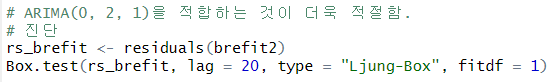 # ARIMA(0, 2, 1)을 적합하는 것이 더욱 적절함.
# 진단
rs_brefit <- residuals(brefit2)
Box.test(rs_brefit, lag = 20, type = "Ljung-Box", fitdf = 1)